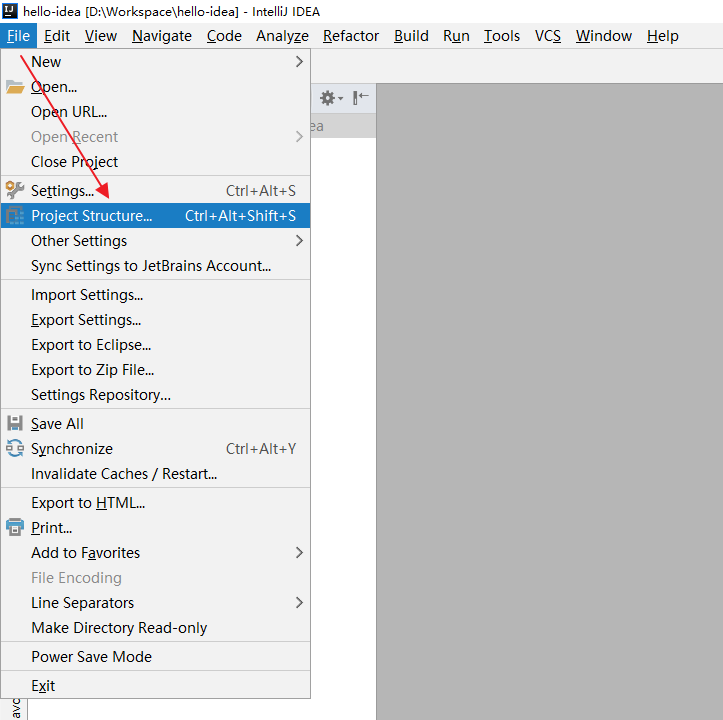 hello-idea [D:\Workspace\hello-idea] - IntelliJ IDEA
File Edit View Navigate Code Analyze Refactor Build Run Tools VCS Window Help
New
Open...
Open URL...
Open Recent
Close Project
Settings... Ctrl+Alt+S
Project Structure... Ctrl+Alt+Shift+S
Other Settings
Sync Settings to JetBrains Account...
Import Settings...
Export Settings...
Export to Eclipse...
Export to Zip File...
Settings Repository...
Save All
Synchronize Ctrl+Alt+Y
Invalidate Caches / Restart...
Export to HTML...
Print...
Add to Favorites
File Encoding
Line Separators
Make Directory Read-only
Power Save Mode
Exit